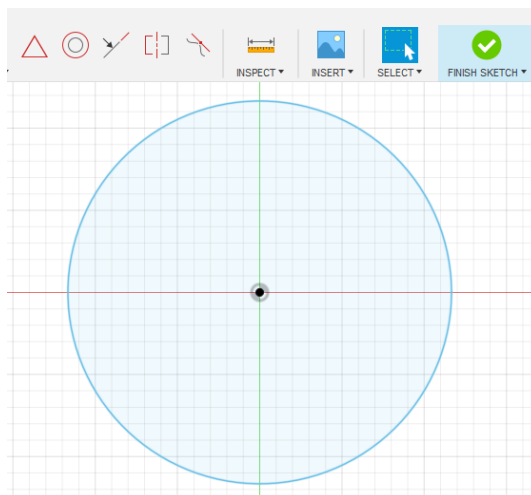 INSPECT ▾ INSERT ▾ SELECT ▾ FINISH SKETCH ▾